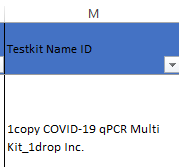 M
Testkit Name ID
1copy COVID-19 qPCR Multi
Kit_1drop Inc.